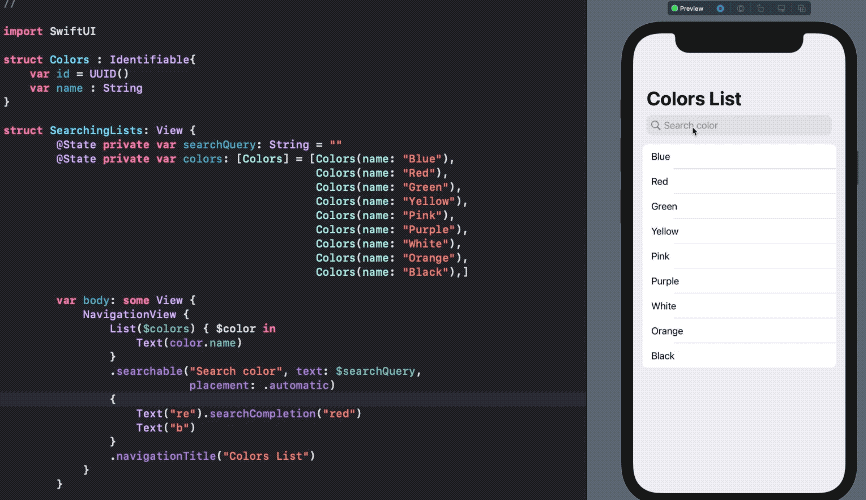 //
import SwiftUI
struct Colors : Identifiable{
    var id = UUID()
    var name : String
}
struct SearchingLists: View {
        @State private var searchQuery: String = ""
        @State private var colors: [Colors] = [Colors(name: "Blue"),
                                               Colors(name: "Red"),
                                               Colors(name: "Green"),
                                               Colors(name: "Yellow"),
                                               Colors(name: "Pink"),
                                               Colors(name: "Purple"),
                                               Colors(name: "White"),
                                               Colors(name: "Orange"),
                                               Colors(name: "Black"),]
        var body: some View {
            NavigationView {
                List($colors) { $color in
                    Text(color.name)
                }
                .searchable("Search color", text: $searchQuery,
                            placement: .automatic)
                {
                    Text("re").searchCompletion("red")
                    Text("b")
                }
                .navigationTitle("Colors List")
            }
        }
Preview
Colors List
Search color
Blue
Red
Green
Yellow
Pink
Purple
White
Orange
Black